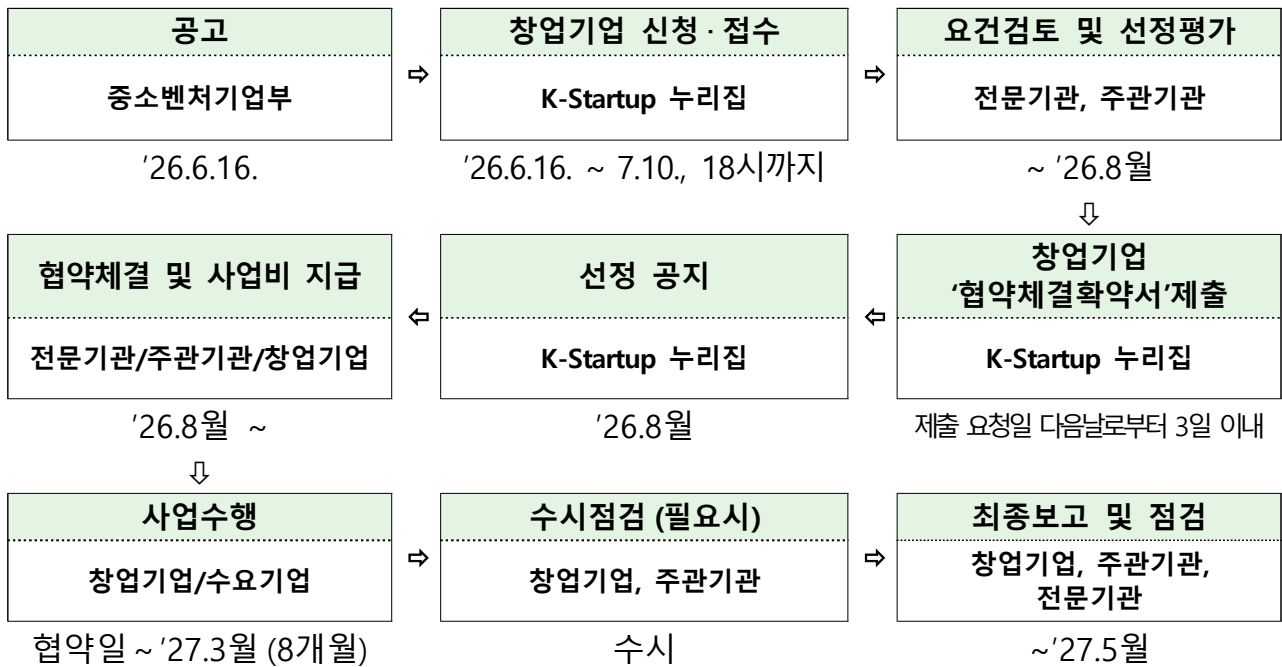 공고
중소벤처기업부
'26.6.16.
⇨
창업기업 신청·접수
K-Startup 누리집
'26.6.16. ~ 7.10., 18시까지
⇨
요건검토 및 선정평가
전문기관, 주관기관
~ '26.8월
⇩
창업기업
‘협약체결확약서’제출
K-Startup 누리집
제출 요청일 다음날로부터 3일 이내
⇦
선정 공지
K-Startup 누리집
'26.8월
⇦
협약체결 및 사업비 지급
전문기관/주관기관/창업기업
'26.8월 ~
⇩
사업수행
창업기업/수요기업
협약일 ~ '27.3월 (8개월)
⇨
수시점검 (필요시)
창업기업, 주관기관
수시
⇨
최종보고 및 점검
창업기업, 주관기관,
전문기관
~'27.5월